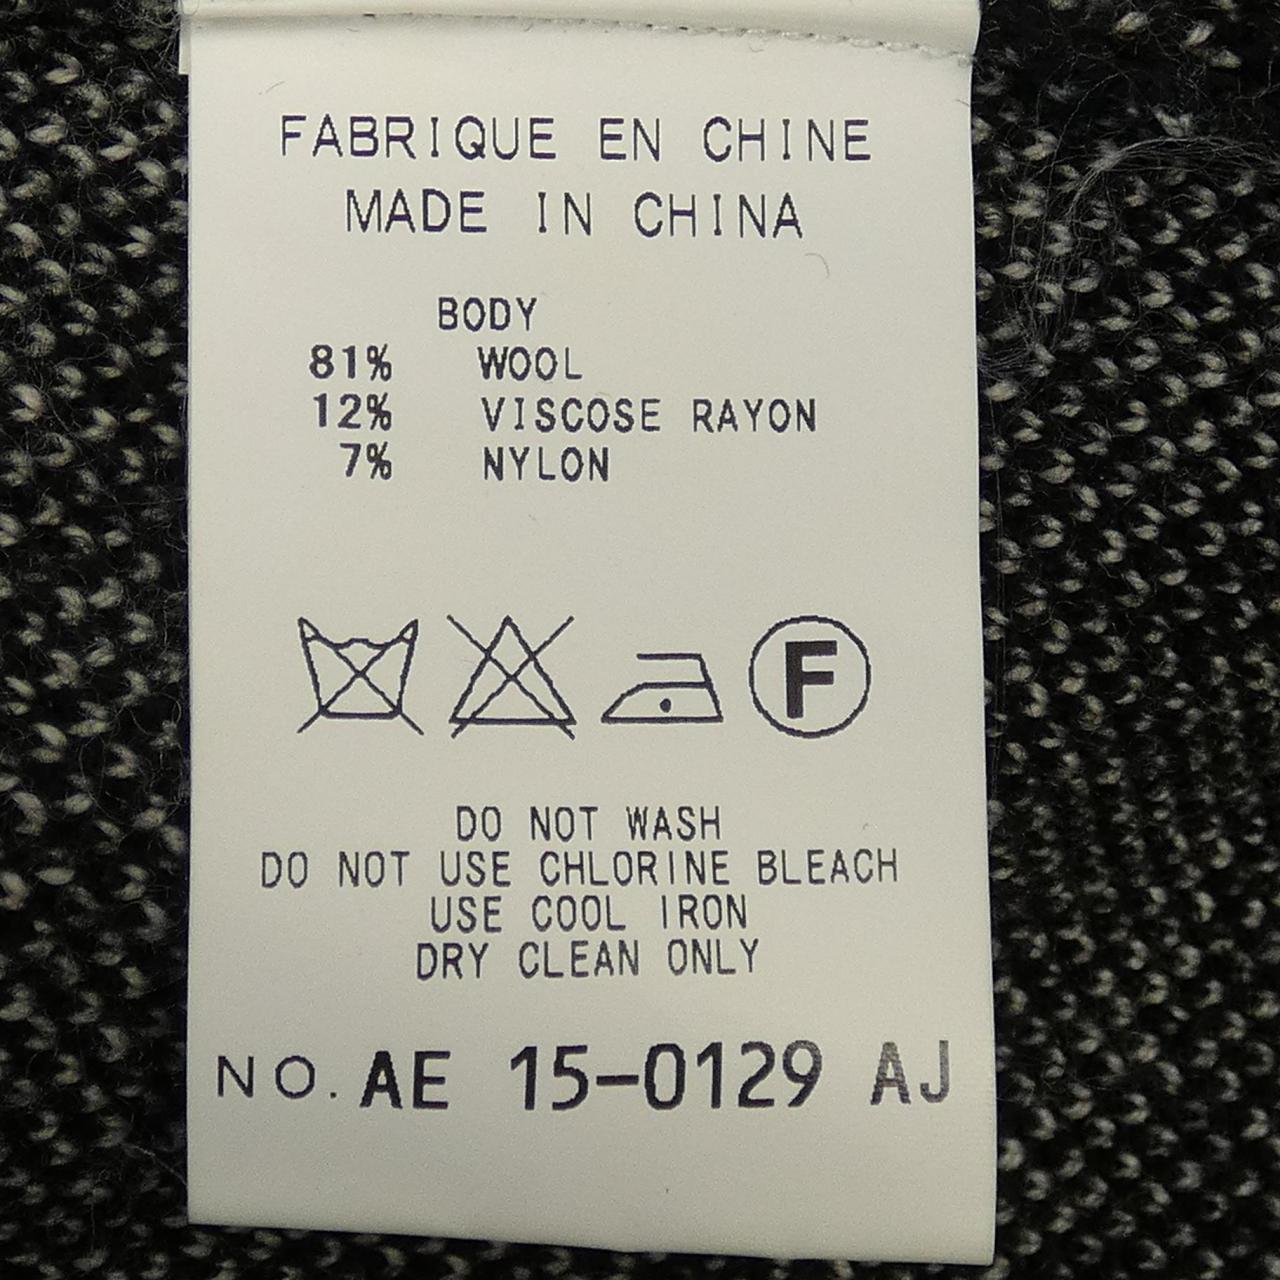 FABRIQUE EN CHINE
MADE IN CHINA
BODY
81% WOOL
12% VISCOSE RAYON
7% NYLON
F
DO NOT WASH
DO NOT USE CHLORINE BLEACH
USE COOL IRON
DRY CLEAN ONLY
NO. AE 15-0129 AJ